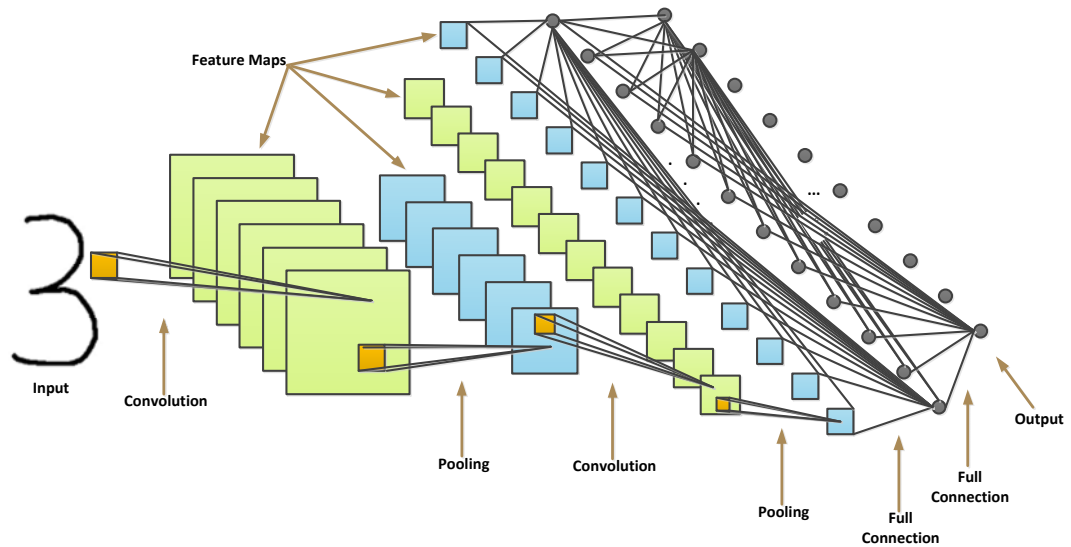 Feature Maps
3
...
Input
Convolution
Pooling
Convolution
Pooling
Full
Connection
Full
Connection
Output